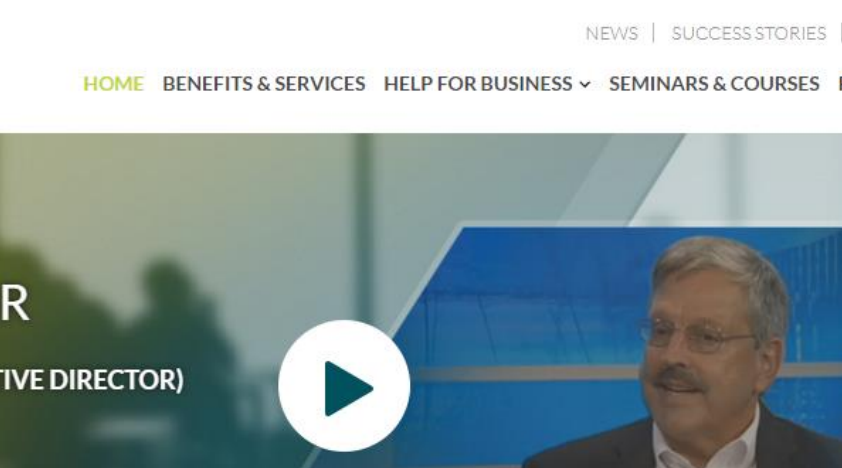 NEWS | SUCCESS STORIES |
HOME BENEFITS & SERVICES HELP FOR BUSINESS SEMINARS & COURSES
R
TIVE DIRECTOR)